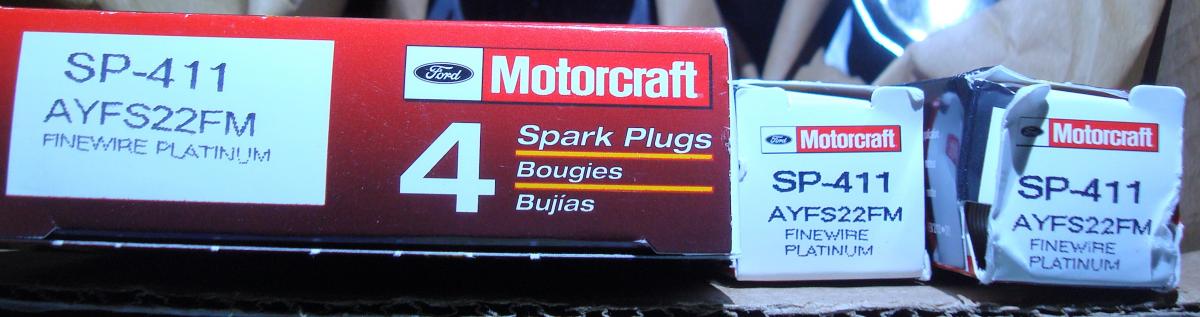 SP-411
AYFS22FM
FINEWIRE PLATINUM
Ford Motorcraft
4
Spark Plugs
Bougies
Bujías
Ford Motorcraft
SP-411
AYFS22FM
FINEWIRE
PLATINUM
Ford Motorcraft
SP-411
AYFS22FM
FINEWIRE
PLATINUM